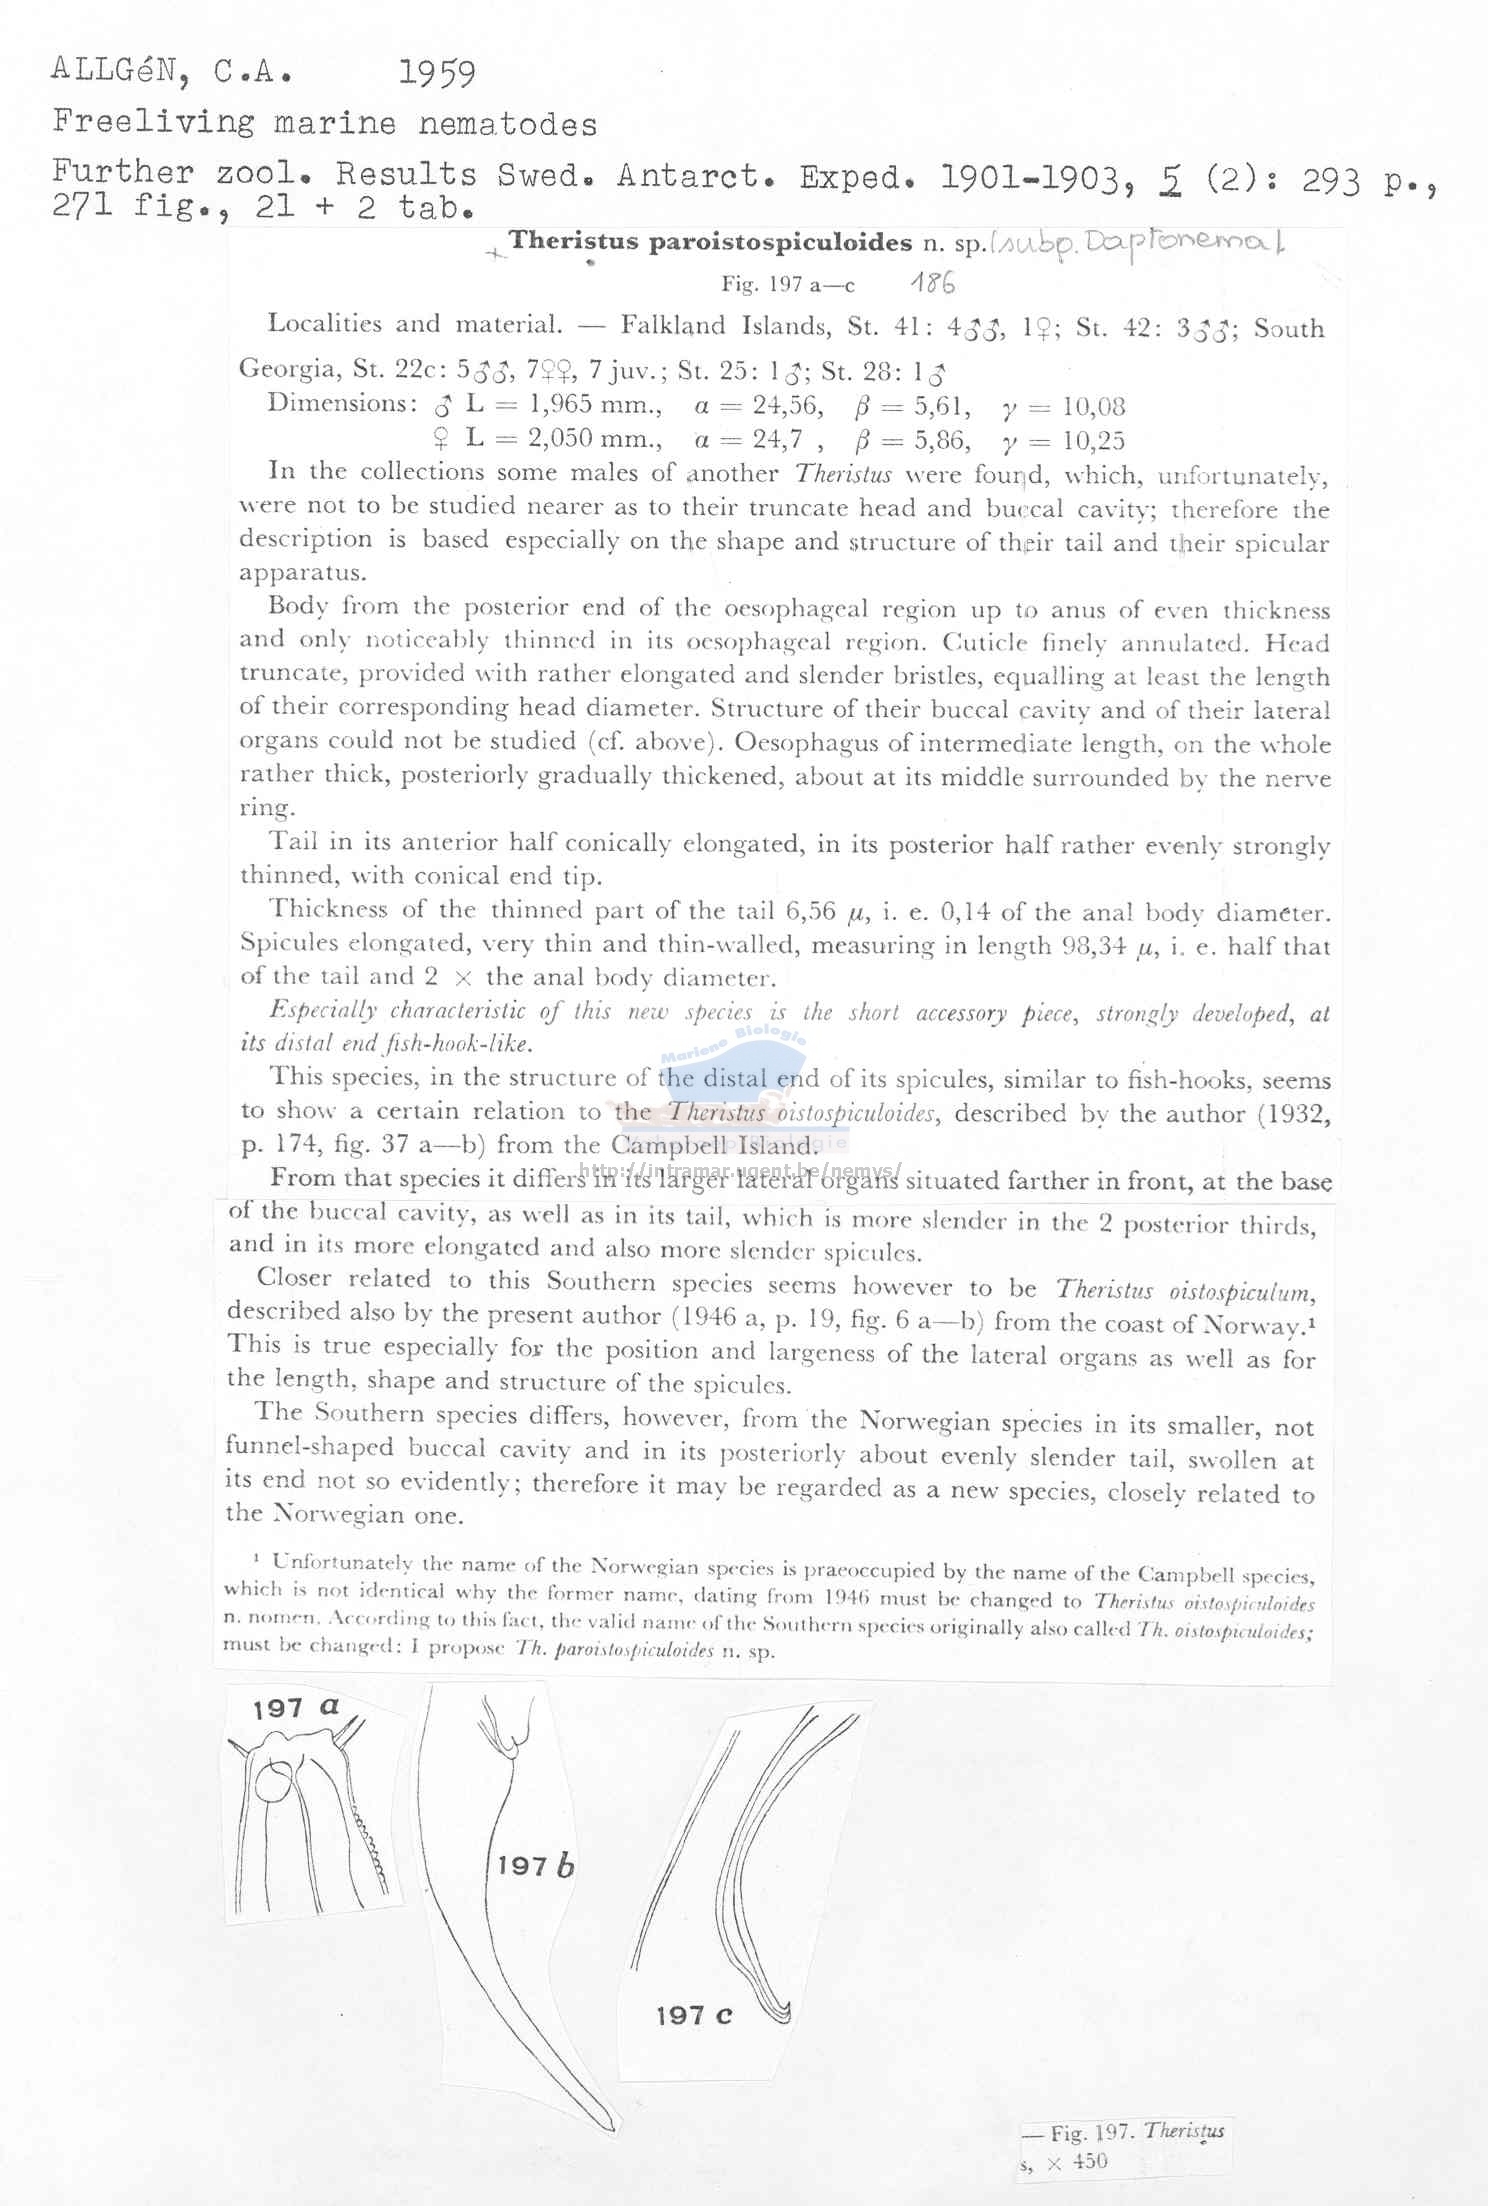 ALLGéN, C.A. 1959
Freeliving marine nematodes
Further zool. Results Swed. Antarct. Exped. 1901-1903, 5 (2): 293 p.,
271 fig., 21 + 2 tab.
+ Theristus paroistospiculoides n. sp. (subg. Daptonema)
Fig. 197 a—c 186
Localities and material. — Falkland Islands, St. 41: 4♂♂, 1♀; St. 42: 3♂♂; South
Georgia, St. 22c: 5♂♂, 7♀♀, 7 juv.; St. 25: 1♂; St. 28: 1♂
Dimensions: ♂ L = 1,965 mm., α = 24,56, β = 5,61, γ = 10,08
♀ L = 2,050 mm., α = 24,7 , β = 5,86, γ = 10,25
In the collections some males of another Theristus were found, which, unfortunately,
were not to be studied nearer as to their truncate head and buccal cavity; therefore the
description is based especially on the shape and structure of their tail and their spicular
apparatus.
Body from the posterior end of the oesophageal region up to anus of even thickness
and only noticeably thinned in its oesophageal region. Cuticle finely annulated. Head
truncate, provided with rather elongated and slender bristles, equalling at least the length
of their corresponding head diameter. Structure of their buccal cavity and of their lateral
organs could not be studied (cf. above). Oesophagus of intermediate length, on the whole
rather thick, posteriorly gradually thickened, about at its middle surrounded by the nerve
ring.
Tail in its anterior half conically elongated, in its posterior half rather evenly strongly
thinned, with conical end tip.
Thickness of the thinned part of the tail 6,56 μ, i. e. 0,14 of the anal body diameter.
Spicules elongated, very thin and thin-walled, measuring in length 98,34 μ, i. e. half that
of the tail and 2 × the anal body diameter.
Especially characteristic of this new species is the short accessory piece, strongly developed, at
its distal end fish-hook-like.
Mariene Biologie
This species, in the structure of the distal end of its spicules, similar to fish-hooks, seems
to show a certain relation to the Theristus oistospiculoides, described by the author (1932,
p. 174, fig. 37 a—b) from the Campbell Island.
http://intramar.ugent.be/nemys/
From that species it differs in its larger lateral organs situated farther in front, at the base
of the buccal cavity, as well as in its tail, which is more slender in the 2 posterior thirds,
and in its more elongated and also more slender spicules.
Closer related to this Southern species seems however to be Theristus oistospiculum,
described also by the present author (1946 a, p. 19, fig. 6 a—b) from the coast of Norway.¹
This is true especially for the position and largeness of the lateral organs as well as for
the length, shape and structure of the spicules.
The Southern species differs, however, from the Norwegian species in its smaller, not
funnel-shaped buccal cavity and in its posteriorly about evenly slender tail, swollen at
its end not so evidently; therefore it may be regarded as a new species, closely related to
the Norwegian one.
¹ Unfortunately the name of the Norwegian species is praeoccupied by the name of the Campbell species,
which is not identical why the former name, dating from 1946 must be changed to Theristus oistospiculoides
n. nomen. According to this fact, the valid name of the Southern species originally also called Th. oistospiculoides;
must be changed: I propose Th. paroistospiculoides n. sp.
197 a
197 b
197 c
— Fig. 197. Theristus
s, × 450